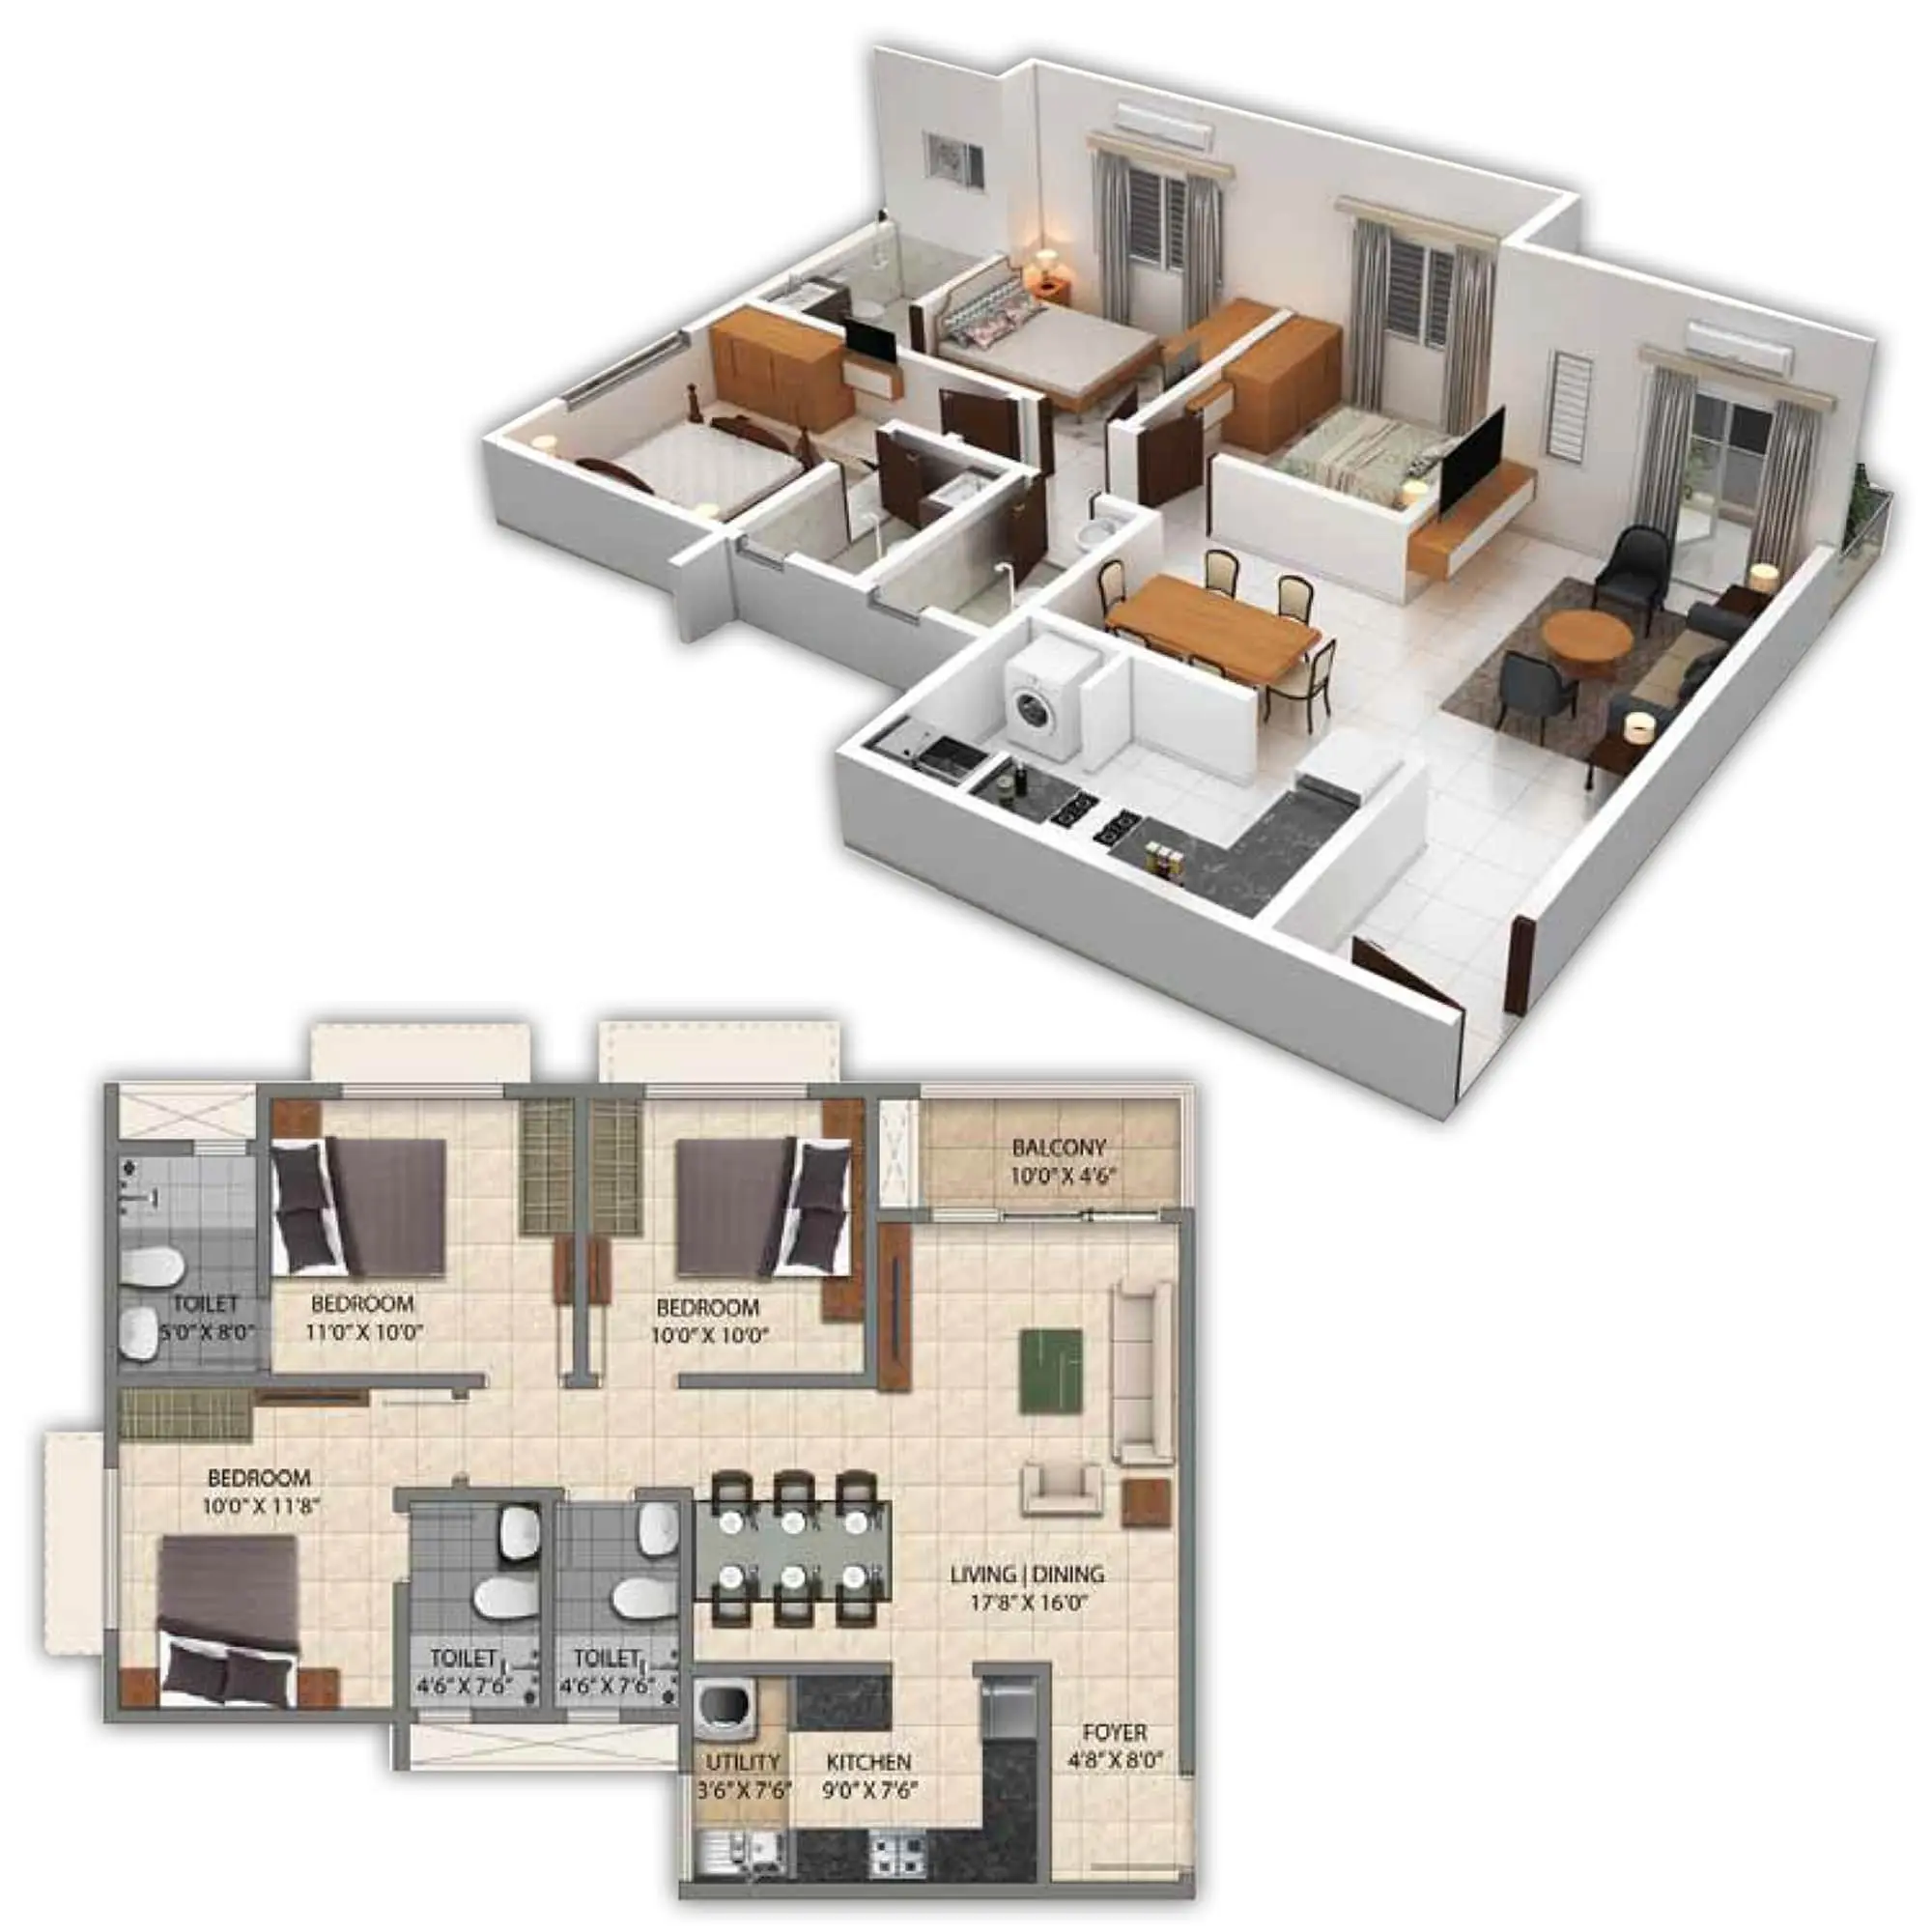 BALCONY
10'0" X 4'6"
TOILET
5'0" X 8'0"
BEDROOM
11'0" X 10'0"
BEDROOM
10'0" X 10'0"
BEDROOM
10'0" X 11'8"
LIVING | DINING
17'8" X 16'0"
TOILET
4'6" X 7'6"
TOILET
4'6" X 7'6"
UTILITY
3'6" X 7'6"
KITCHEN
9'0" X 7'6"
FOYER
4'8" X 8'0"